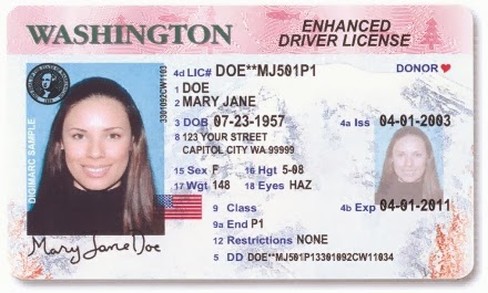 WASHINGTON
ENHANCED
DRIVER LICENSE
4d LIC# DOE**MJ501P1
DONOR
1 DOE
2 MARY JANE
3 DOB 07-23-1957
4a Iss 04-01-2003
8 123 YOUR STREET
CAPITOL CITY WA 99999
15 Sex F 16 Hgt 5-08
17 Wgt 148 18 Eyes HAZ
9 Class
4b Exp 04-01-2011
9a End P1
12 Restrictions NONE
5 DD DOE**MJ501P13301092CW11034
DIGIMARC SAMPLE
3301092CW1103
Mary Jane Doe